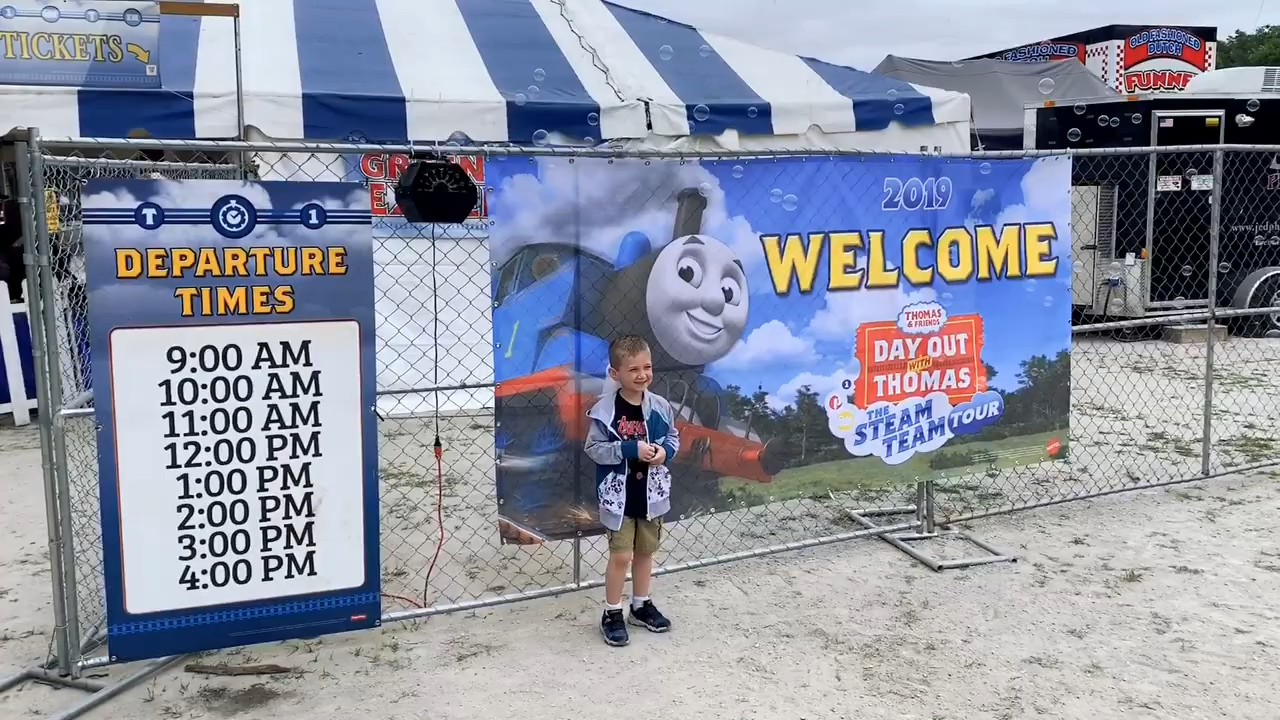 TICKETS
OLD FASHIONED
DUTCH
FUNNE
FASHIONED
T
1
DEPARTURE
TIMES
9:00 AM
10:00 AM
11:00 AM
12:00 PM
1:00 PM
2:00 PM
3:00 PM
4:00 PM
2019
WELCOME
THOMAS
& FRIENDS
DAY OUT
WITH
THOMAS
THE
STEAM
TEAM TOUR
1